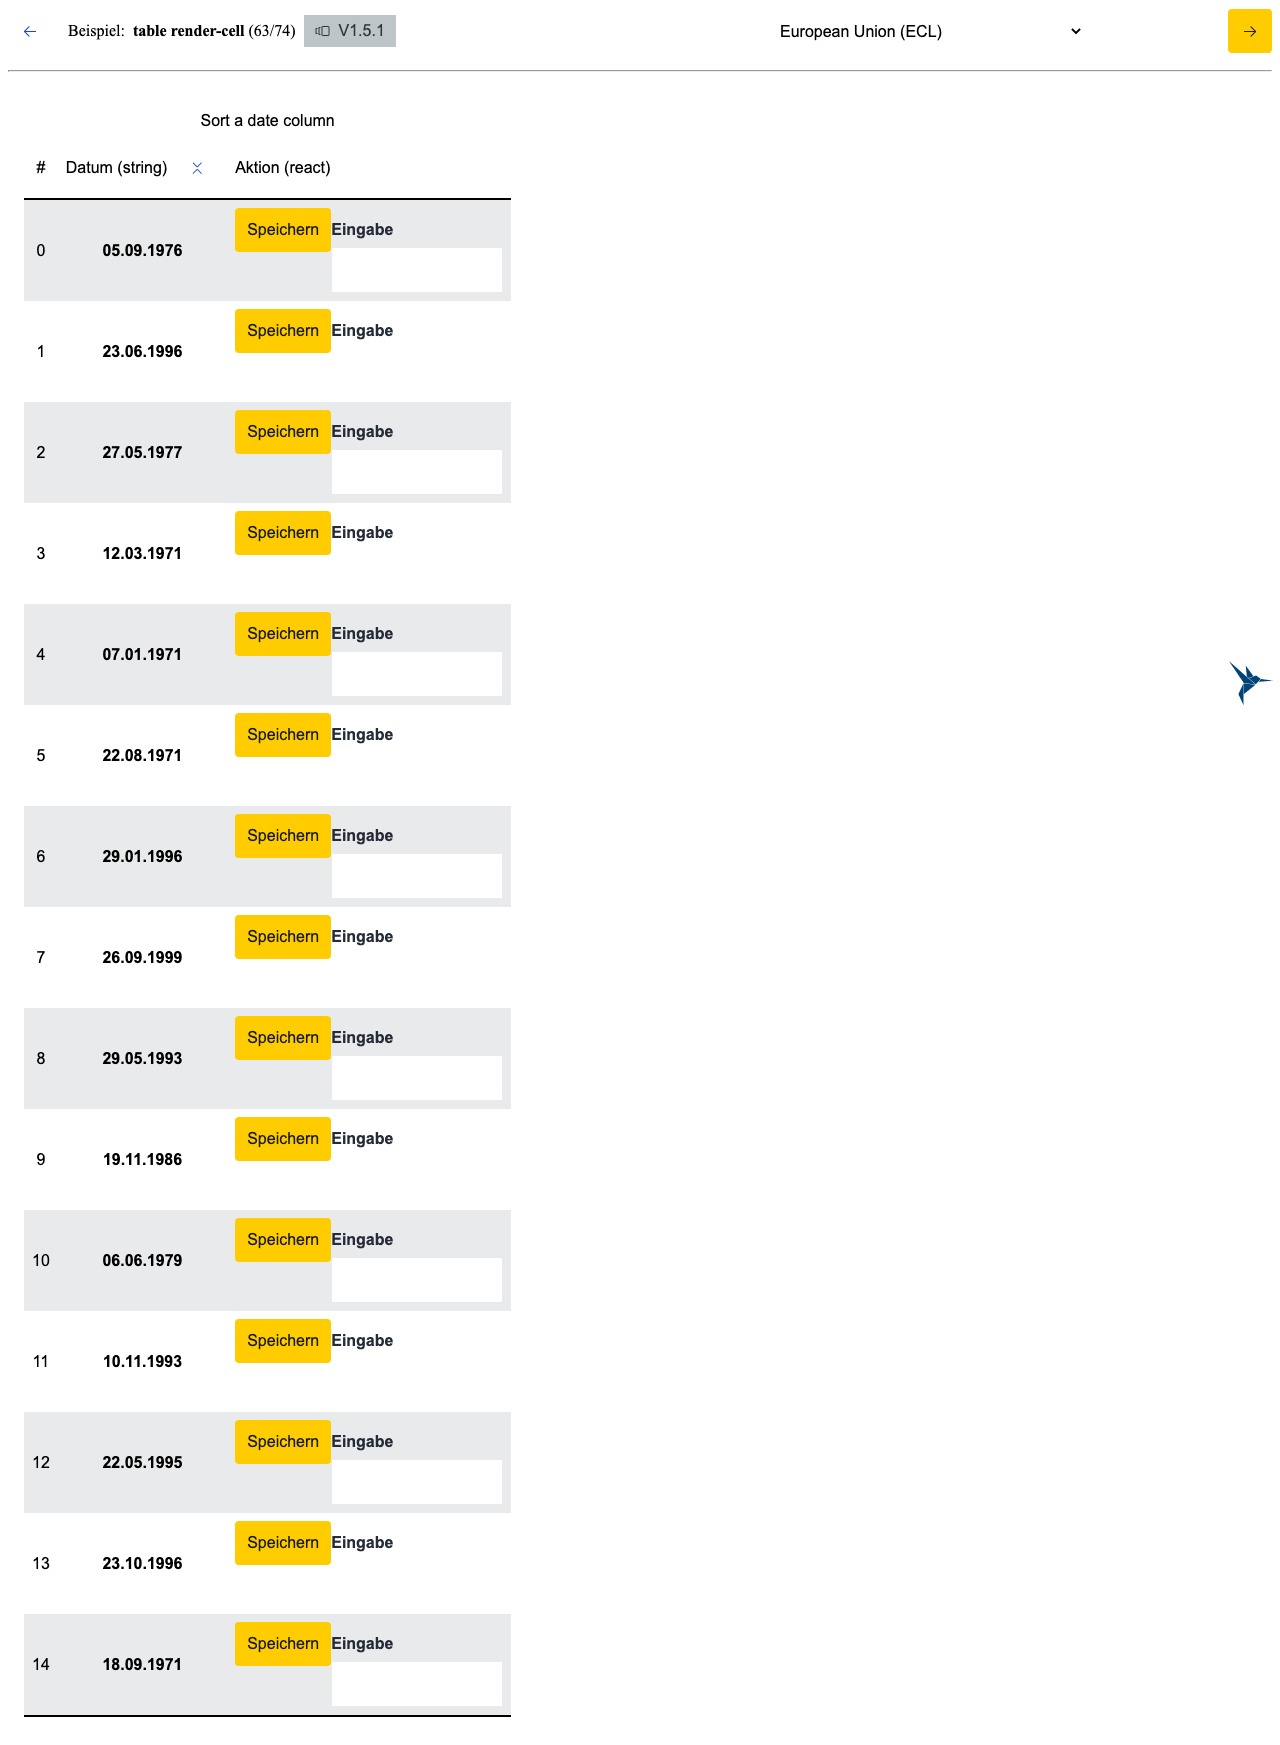 Beispiel: table render-cell (63/74) V1.5.1 European Union (ECL)
Sort a date column
# Datum (string) Aktion (react)
0 05.09.1976 Speichern Eingabe
1 23.06.1996 Speichern Eingabe
2 27.05.1977 Speichern Eingabe
3 12.03.1971 Speichern Eingabe
4 07.01.1971 Speichern Eingabe
5 22.08.1971 Speichern Eingabe
6 29.01.1996 Speichern Eingabe
7 26.09.1999 Speichern Eingabe
8 29.05.1993 Speichern Eingabe
9 19.11.1986 Speichern Eingabe
10 06.06.1979 Speichern Eingabe
11 10.11.1993 Speichern Eingabe
12 22.05.1995 Speichern Eingabe
13 23.10.1996 Speichern Eingabe
14 18.09.1971 Speichern Eingabe